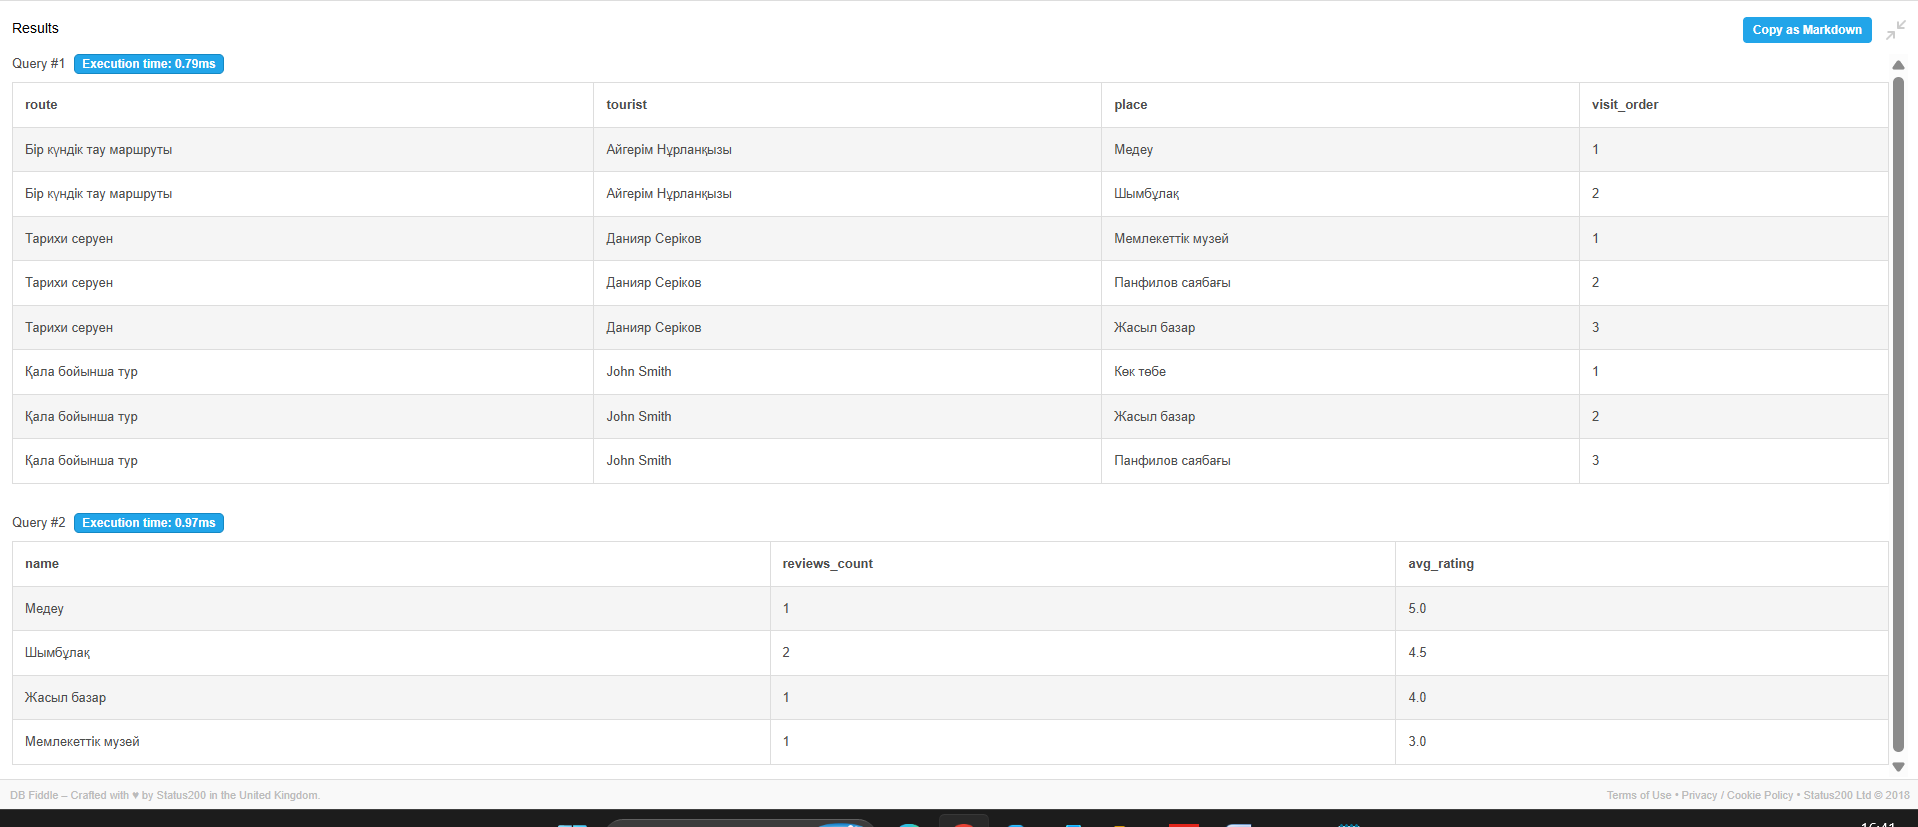 Results
Copy as Markdown
Query #1 Execution time: 0.79ms
route tourist place visit_order
Бір күндік тау маршруты Айгерім Нұрланқызы Медеу 1
Бір күндік тау маршруты Айгерім Нұрланқызы Шымбұлақ 2
Тарихи серуен Данияр Серіков Мемлекеттік музей 1
Тарихи серуен Данияр Серіков Панфилов саябағы 2
Тарихи серуен Данияр Серіков Жасыл базар 3
Қала бойынша тур John Smith Көк төбе 1
Қала бойынша тур John Smith Жасыл базар 2
Қала бойынша тур John Smith Панфилов саябағы 3
Query #2 Execution time: 0.97ms
name reviews_count avg_rating
Медеу 1 5.0
Шымбұлақ 2 4.5
Жасыл базар 1 4.0
Мемлекеттік музей 1 3.0
DB Fiddle – Crafted with ♥ by Status200 in the United Kingdom.
Terms of Use • Privacy / Cookie Policy • Status200 Ltd © 2018